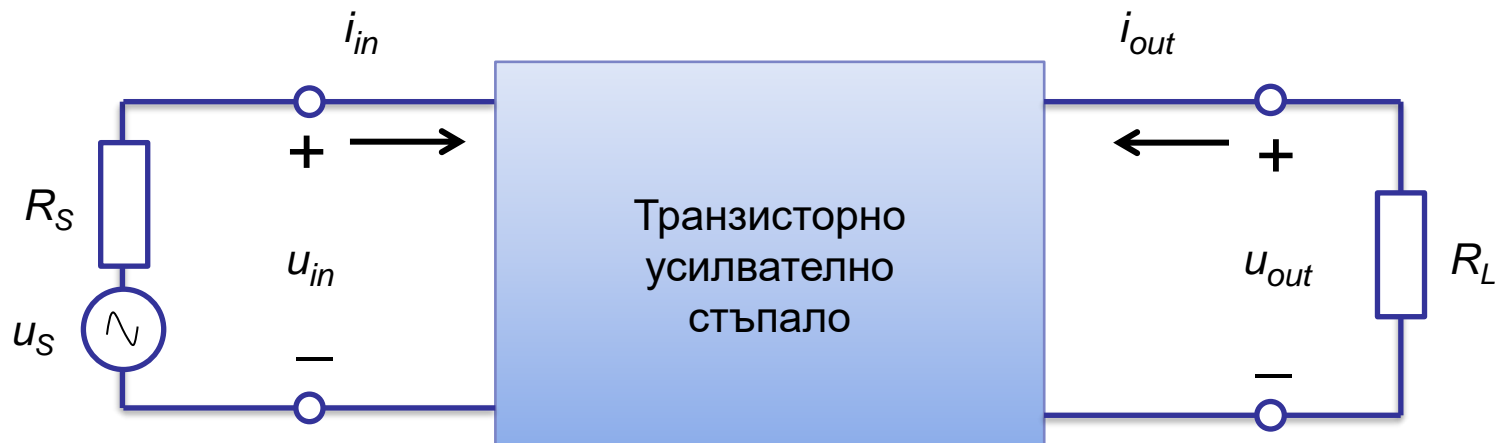 i_in
i_out
+
+
R_S
Транзисторно
усилвателно
стъпало
u_in
u_out
R_L
u_S
–
–